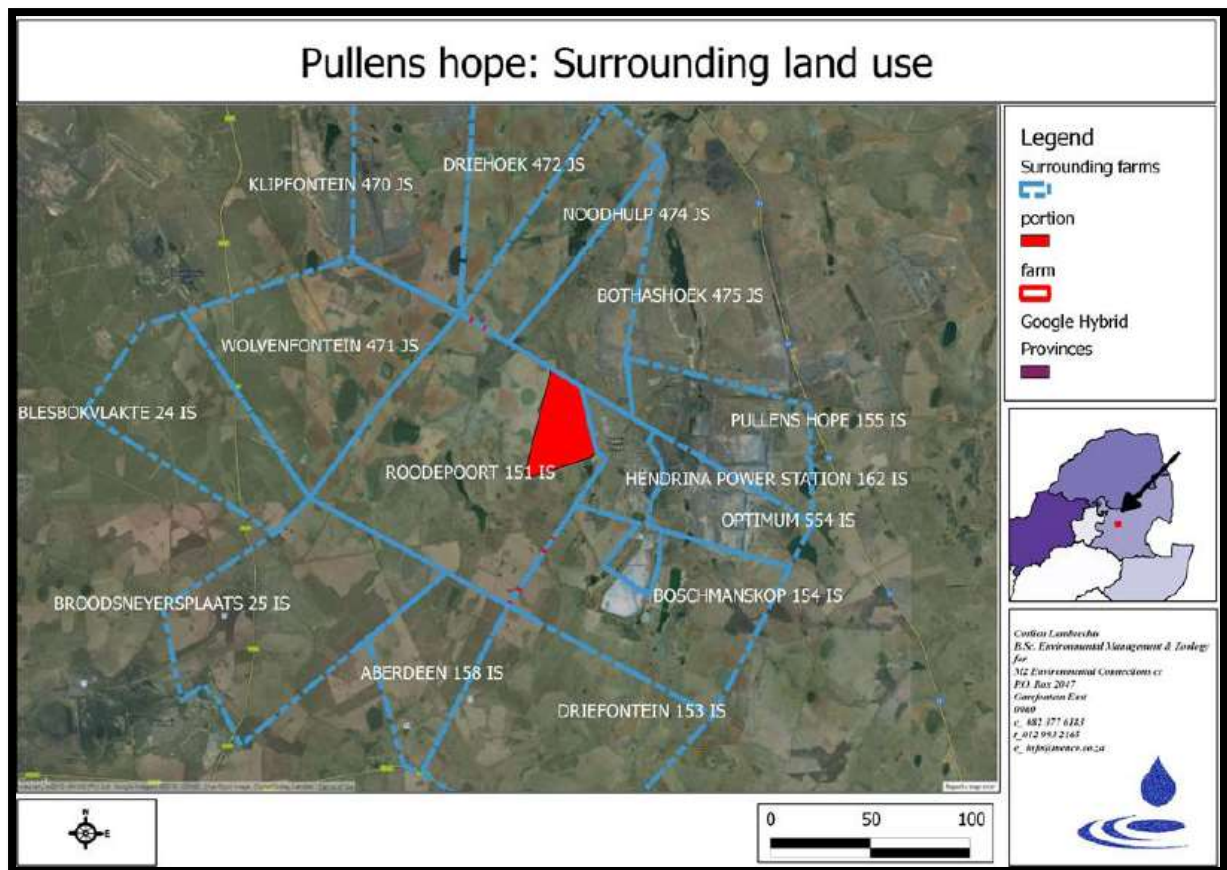 Pullens hope: Surrounding land use
KLIPFONTEIN 470 JS
DRIEHOEK 472 JS
NOODHULP 474 JS
BOTHASHOEK 475 JS
WOLVENFONTEIN 471 JS
BLESBOKVLAKTE 24 IS
PULLENS HOPE 155 IS
ROODEPOORT 151 IS
HENDRINA POWER STATION 162 IS
OPTIMUM 554 IS
BROODSNEYERSPLAATS 25 IS
BOSCHMANSKOP 154 IS
ABERDEEN 158 IS
DRIEFONTEIN 153 IS
Legend
Surrounding farms
portion
farm
Google Hybrid
Provinces
B.Sc. Environmental Management & Zoology
for
M2 Environmental Connections cc
P.O. Box 2047
Garsfontein East
0060
N
E
0 50 100